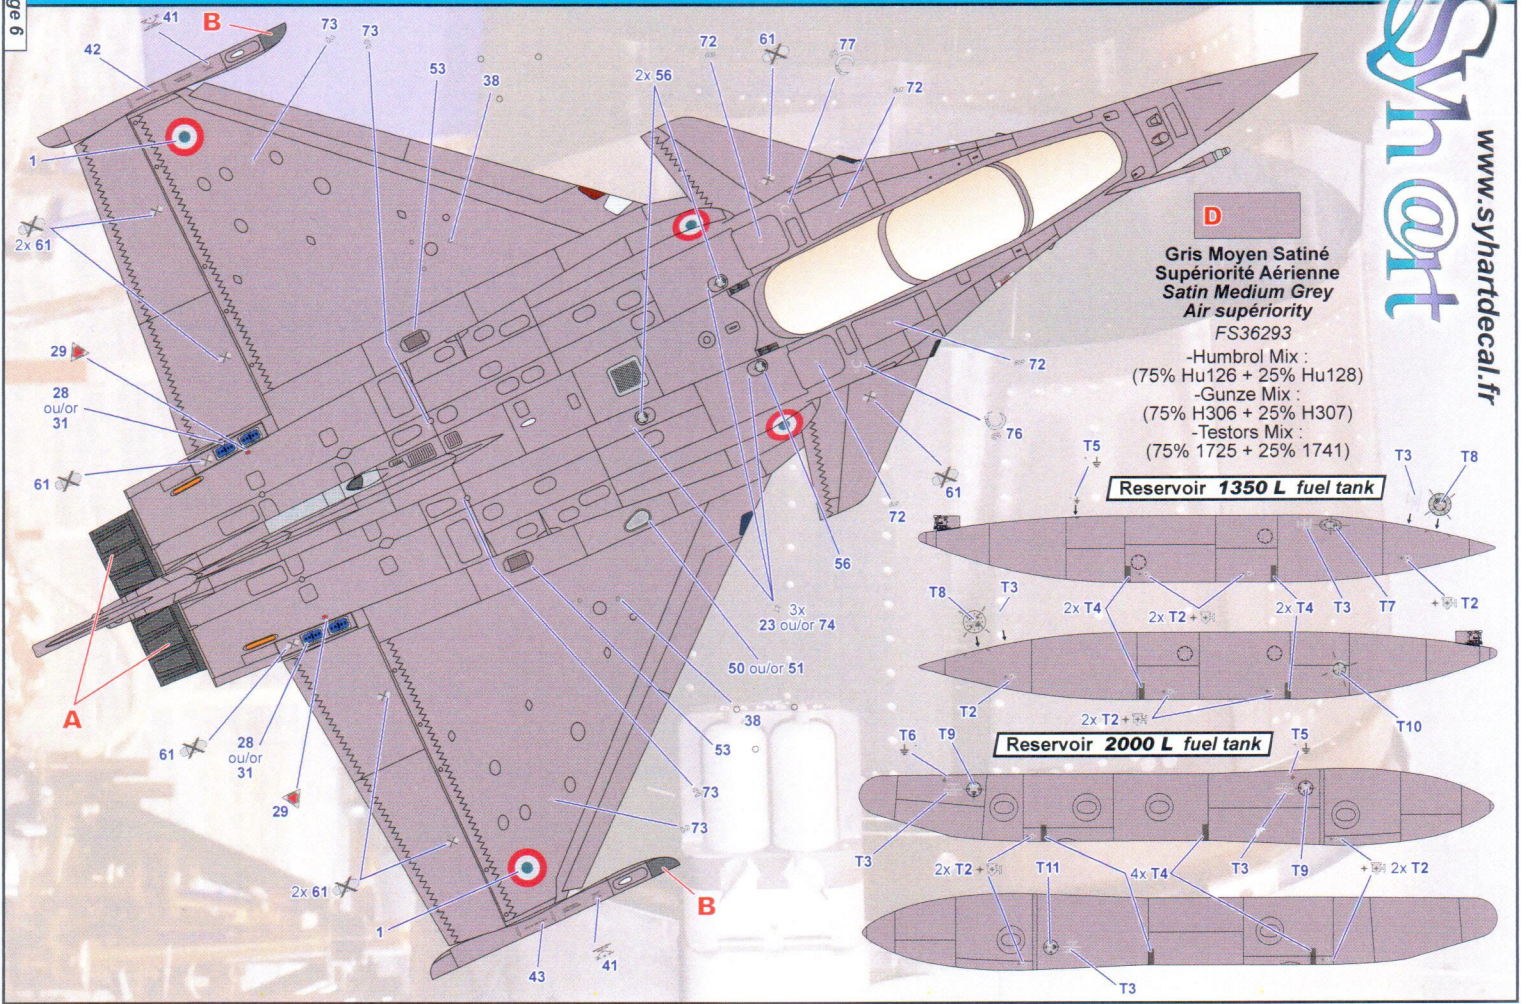 ge 6
41
B
73
73
42
53
38
72
61
77
2x 56
72
1
2x 61
29
28
ou/or
31
61
72
76
61
72
56
3x
23 ou/or 74
50 ou/or 51
38
53
73
73
A
61
28
ou/or
31
29
2x 61
1
43
41
B
Syh@rt
www.syhartdecal.fr
D
Gris Moyen Satiné
Supériorité Aérienne
Satin Medium Grey
Air supériority
FS36293
-Humbrol Mix :
(75% Hu126 + 25% Hu128)
-Gunze Mix :
(75% H306 + 25% H307)
-Testors Mix :
(75% 1725 + 25% 1741)
T5
T3
T8
Reservoir 1350 L fuel tank
2x T4
2x T2 +
2x T4
T3
T7
+ T2
T8
T3
T2
2x T2 +
T10
Reservoir 2000 L fuel tank
T6
T9
T5
T3
2x T2 +
T11
4x T4
T3
T9
+ 2x T2
T3